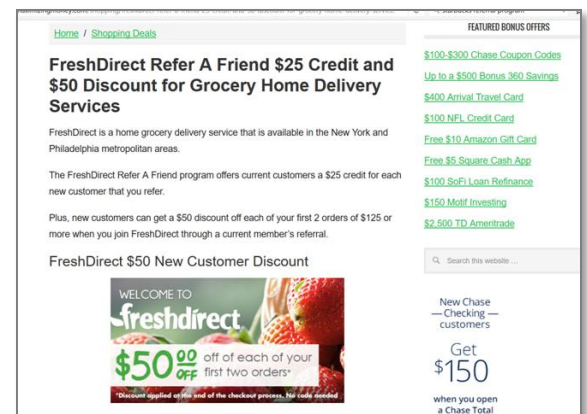 Home / Shopping Deals
FreshDirect Refer A Friend $25 Credit and
$50 Discount for Grocery Home Delivery
Services
FreshDirect is a home grocery delivery service that is available in the New York and
Philadelphia metropolitan areas.
The FreshDirect Refer A Friend program offers current customers a $25 credit for each
new customer that you refer.
Plus, new customers can get a $50 discount off each of your first 2 orders of $125 or
more when you join FreshDirect through a current member's referral.
FreshDirect $50 New Customer Discount
WELCOME TO
freshdirect
$50 00 OFF off of each of your
first two orders*
*Discount applied at the end of the checkout process. No code needed
FEATURED BONUS OFFERS
$100-$300 Chase Coupon Codes
Up to a $500 Bonus 360 Savings
$400 Arrival Travel Card
$100 NFL Credit Card
Free $10 Amazon Gift Card
Free $5 Square Cash App
$100 SoFi Loan Refinance
$150 Motif Investing
$2,500 TD Ameritrade
Search this website ...
New Chase
— Checking —
customers
Get
$150
when you open
a Chase Total